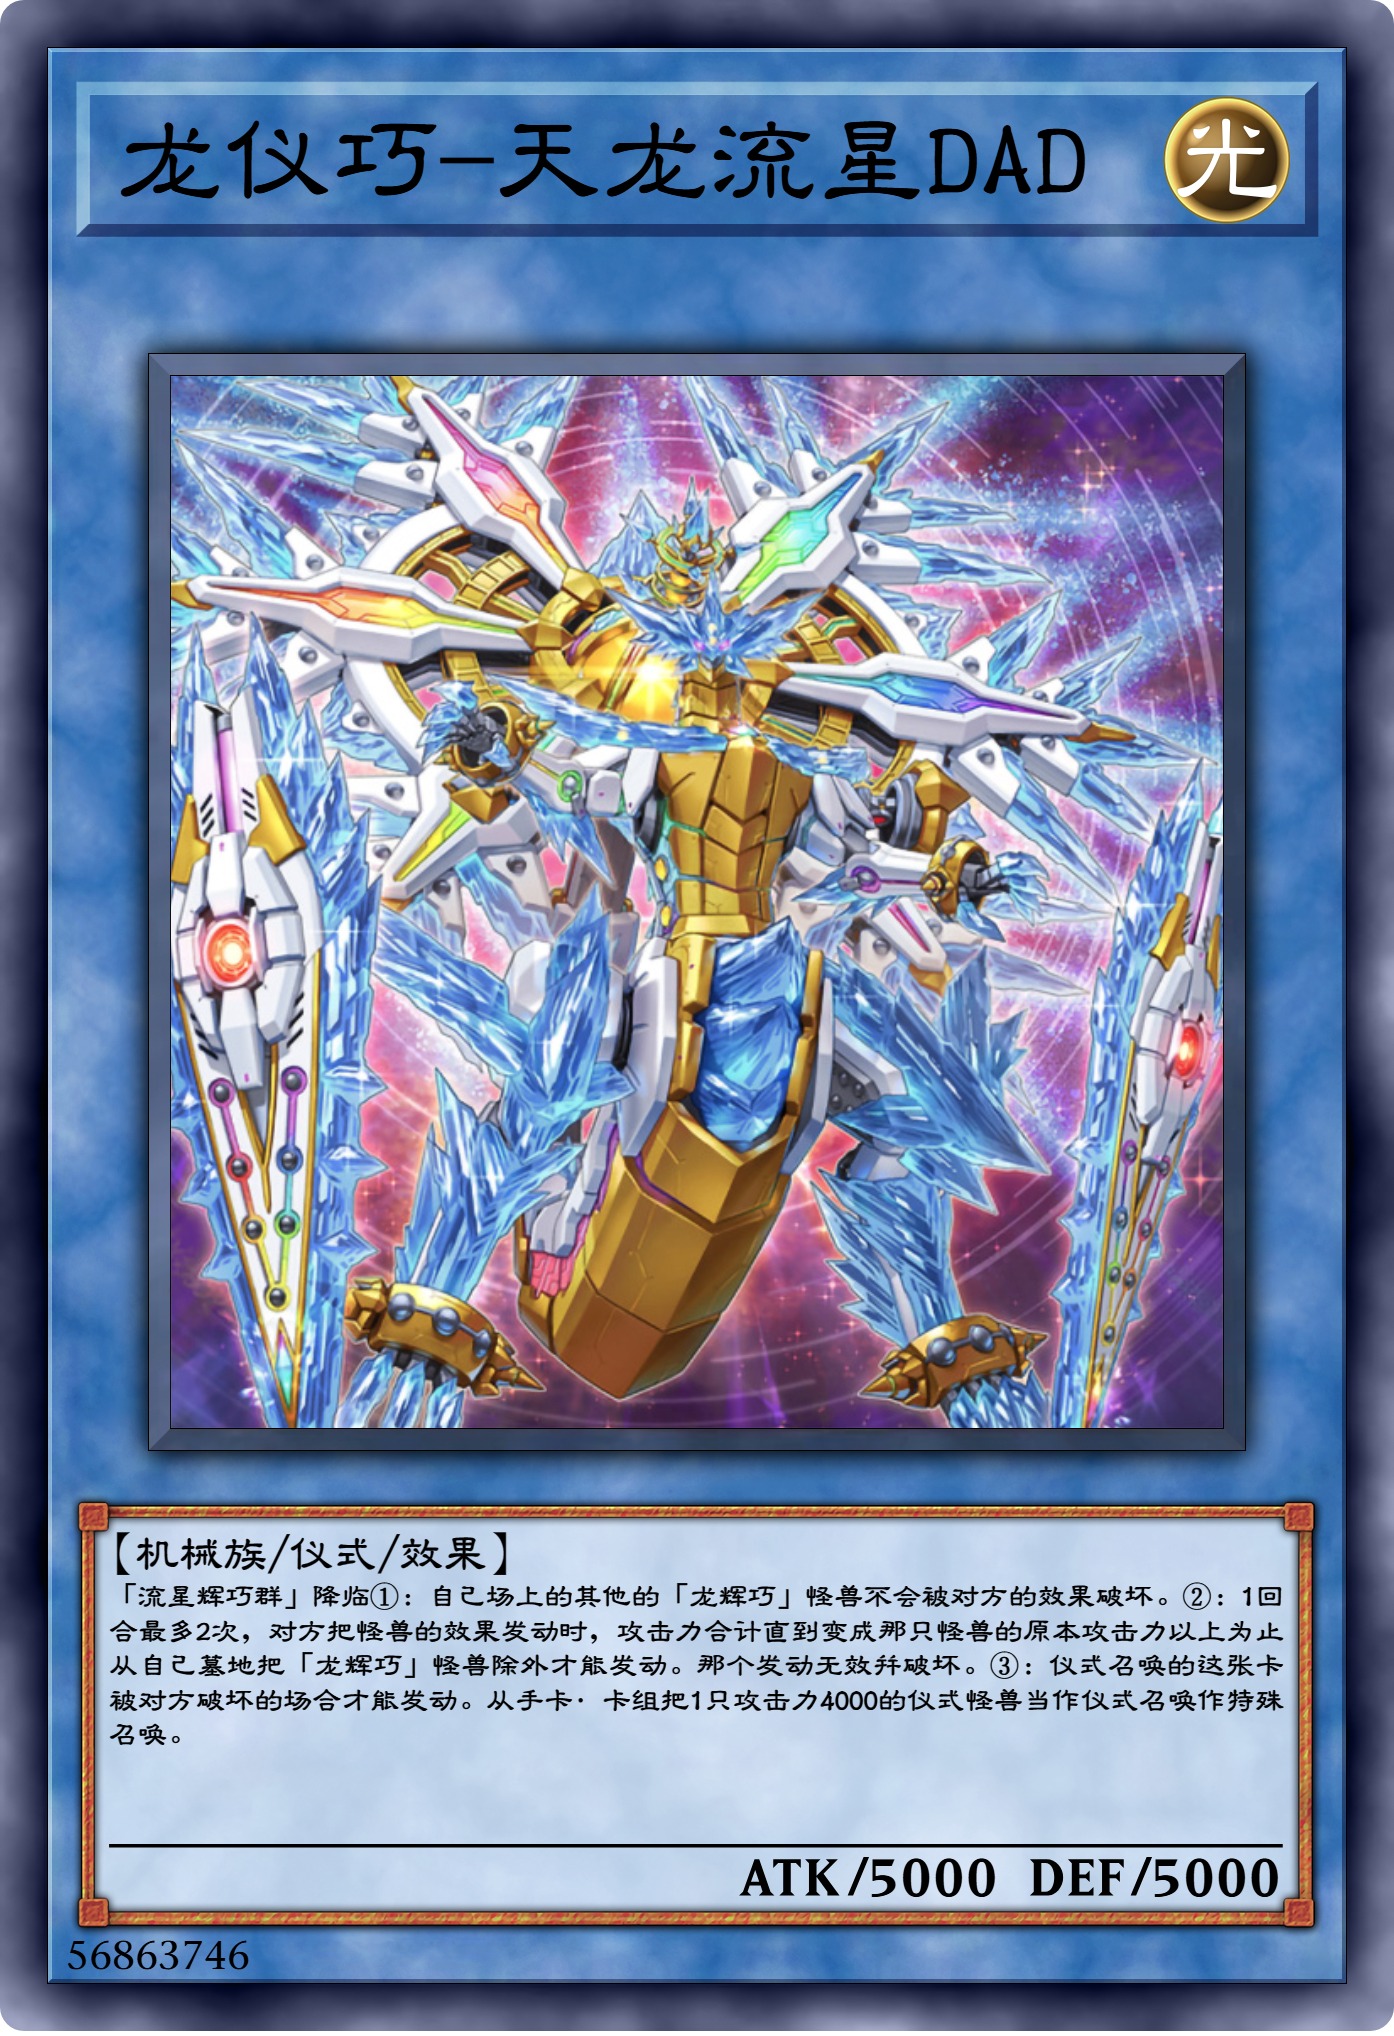 龙仪巧-天龙流星DAD
光
【机械族/仪式/效果】
「流星辉巧群」降临①：自己场上的其他的「龙辉巧」怪兽不会被对方的效果破坏。②：1回
合最多2次，对方把怪兽的效果发动时，攻击力合计直到变成那只怪兽的原本攻击力以上为止
从自己墓地把「龙辉巧」怪兽除外才能发动。那个发动无效并破坏。③：仪式召唤的这张卡
被对方破坏的场合才能发动。从手卡·卡组把1只攻击力4000的仪式怪兽当作仪式召唤作特殊
召唤。
ATK/5000 DEF/5000
56863746